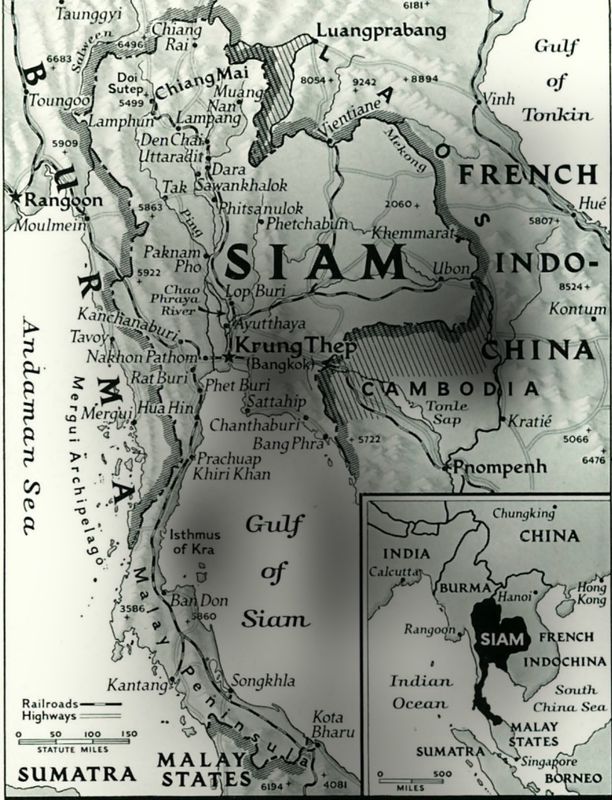 Taunggyi
6181+
Salween
6496
Chiang
Rai
Luangprabang
Gulf
of
Tonkin
6683
BURMA
LAOS
Doi
Sutep
5499
ChiangMai
Muang
Nan
8054
9242
+8894
Toungoo
Lamphun
Lampang
Vientiane
Vinh
5909
Den Chai
Uttaradit
Mekong
Dara
FRENCH
Rangoon
Tak
Sawankhalok
2060+
Hué
5863
Ping
Phitsanulok
Phetchabun
5807+
Moulmein
Khemmarat
Paknam
Pho
SIAM
INDO-
5922
Ubon
8524+
Chao
Phraya
River
Lop Buri
Kontum
Kanchanaburi
Ayutthaya
Tavoy
Krung Thep
(Bangkok)
CHINA
Nakhon Pathom
Andaman Sea
Rat Buri
Phet Buri
CAMBODIA
Mergui
Hua Hin
Sattahip
Tonle
Sap
Mergui Archipelago
Chanthaburi
Kratié
Bang Phra
5722
5066
+
6476
Prachuap
Khiri Khan
Pnompenh
Isthmus
of Kra
Gulf
of
Siam
Malay Peninsula
3586
+
Ban Don
5860
Kantang
Songkhla
Kota
Bharu
Railroads
Highways
0 50 100 150
STATUTE MILES
SUMATRA
MALAY
STATES
6194 +
4081
Chungking
CHINA
INDIA
Calcutta
BURMA
Hanoi
Hong
Kong
Rangoon
SIAM
FRENCH
INDOCHINA
Indian
Ocean
South
China Sea
MALAY
STATES
SUMATRA
Singapore
0 500
MILES
BORNEO